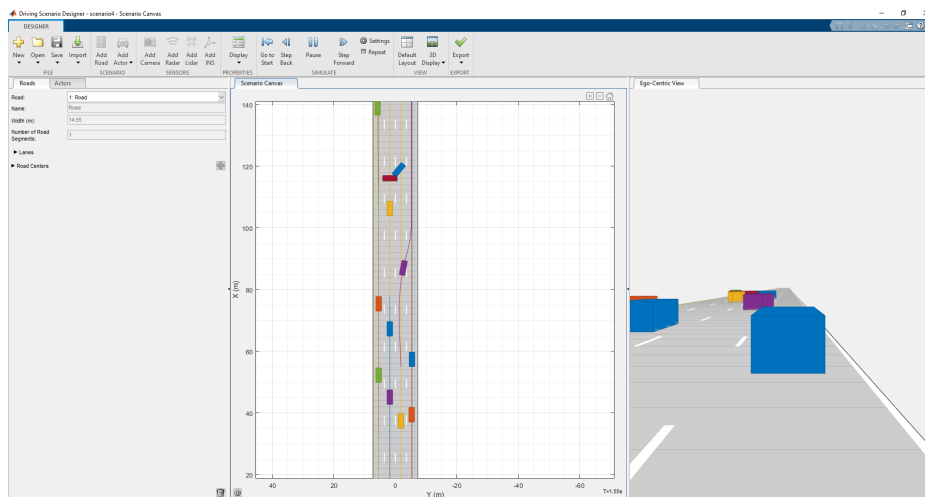 Driving Scenario Designer - scenario4 - Scenario Canvas
DESIGNER
New Open Save Import Add Road Add Actor Add Camera Add Radar Add Lidar Add INS Display Go to Start Step Back Pause Step Forward Settings Repeat Default Layout 3D Display Export
FILE SCENARIO SENSORS PROPERTIES SIMULATE VIEW EXPORT
Roads Actors
Road: 1: Road
Name: Road
Width (m): 14.55
Number of Road Segments: 1
Lanes
Road Centers
Scenario Canvas
140
120
100
80
60
40
20
X (m)
40 20 0 -20 -40 -60
Y (m)
T=1.55s
Ego-Centric View